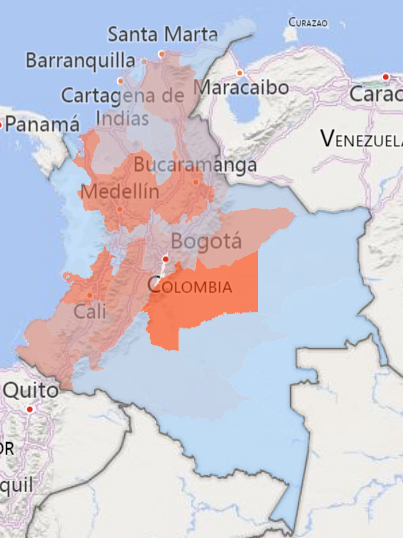 Curazao
Santa Marta
Barranquilla
Cartagena de
Indias
Maracaibo
Carac
Panamá
Venezuela
Bucaramanga
Medellín
Bogotá
Colombia
Cali
Quito
OR
quil